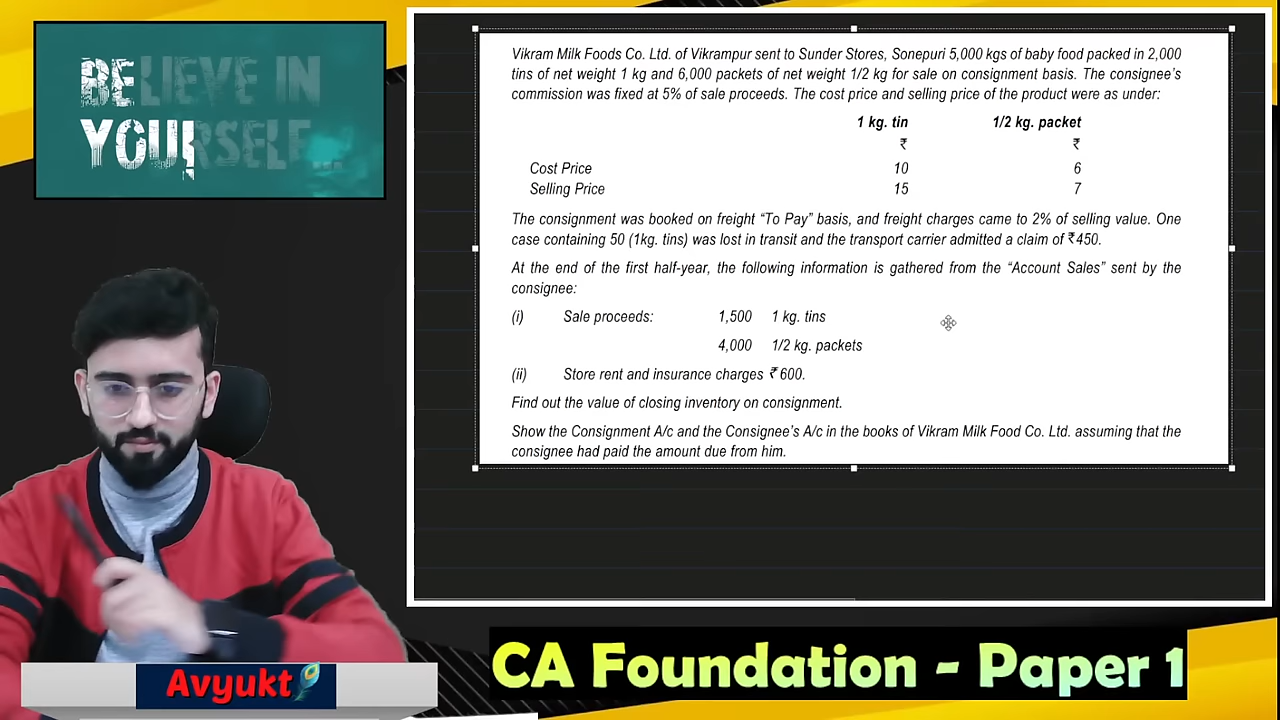 BELIEVE IN
YOURSELF...
Vikram Milk Foods Co. Ltd. of Vikrampur sent to Sunder Stores, Sonepuri 5,000 kgs of baby food packed in 2,000
tins of net weight 1 kg and 6,000 packets of net weight 1/2 kg for sale on consignment basis. The consignee's
commission was fixed at 5% of sale proceeds. The cost price and selling price of the product were as under:
1 kg. tin 1/2 kg. packet
₹ ₹
Cost Price 10 6
Selling Price 15 7
The consignment was booked on freight “To Pay” basis, and freight charges came to 2% of selling value. One
case containing 50 (1kg. tins) was lost in transit and the transport carrier admitted a claim of ₹450.
At the end of the first half-year, the following information is gathered from the “Account Sales” sent by the
consignee:
(i) Sale proceeds: 1,500 1 kg. tins
4,000 1/2 kg. packets
(ii) Store rent and insurance charges ₹600.
Find out the value of closing inventory on consignment.
Show the Consignment A/c and the Consignee's A/c in the books of Vikram Milk Food Co. Ltd. assuming that the
consignee had paid the amount due from him.
Avyukt
CA Foundation - Paper 1